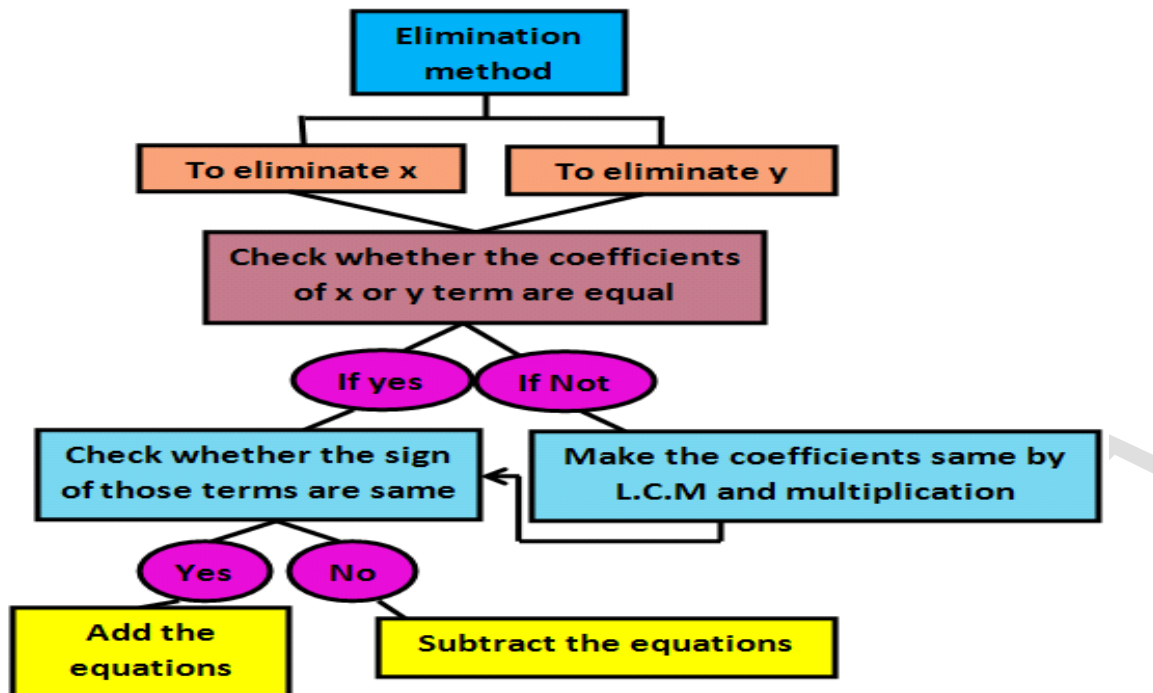 Elimination
method
To eliminate x
To eliminate y
Check whether the coefficients
of x or y term are equal
If yes
If Not
Check whether the sign
of those terms are same
Make the coefficients same by
L.C.M and multiplication
Yes
No
Add the
equations
Subtract the equations